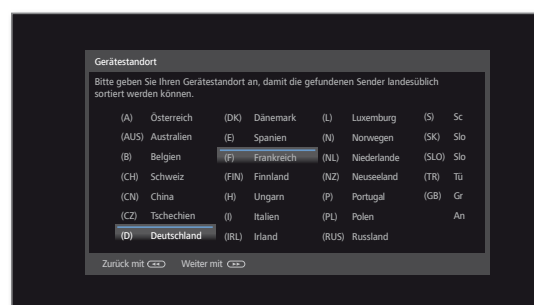 Gerätestandort
Bitte geben Sie Ihren Gerätestandort an, damit die gefundenen Sender landesüblich
sortiert werden können.
(A) Österreich (DK) Dänemark (L) Luxemburg (S) Sc
(AUS) Australien (E) Spanien (N) Norwegen (SK) Slo
(B) Belgien (F) Frankreich (NL) Niederlande (SLO) Slo
(CH) Schweiz (FIN) Finnland (NZ) Neuseeland (TR) Tü
(CN) China (H) Ungarn (P) Portugal (GB) Gr
(CZ) Tschechien (I) Italien (PL) Polen An
(D) Deutschland (IRL) Irland (RUS) Russland
Zurück mit Weiter mit